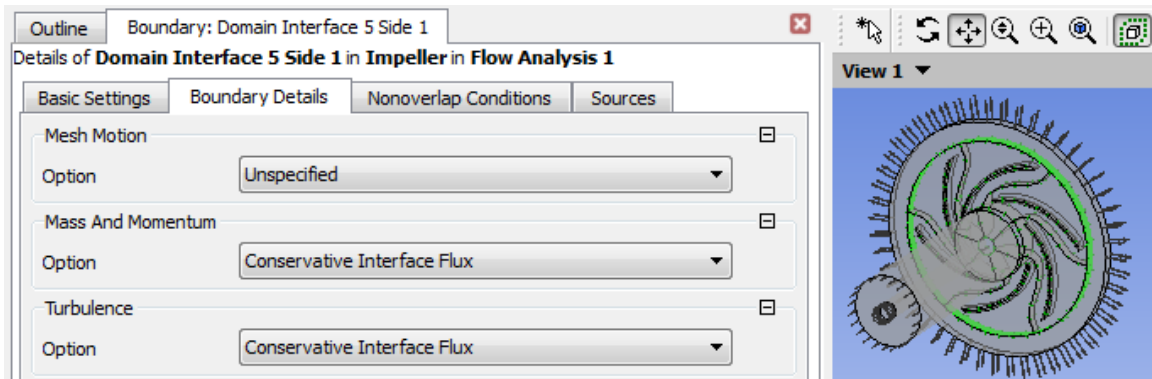 Outline
Boundary: Domain Interface 5 Side 1
Details of Domain Interface 5 Side 1 in Impeller in Flow Analysis 1
Basic Settings
Boundary Details
Nonoverlap Conditions
Sources
Mesh Motion
Option
Unspecified
Mass And Momentum
Option
Conservative Interface Flux
Turbulence
Option
Conservative Interface Flux
View 1